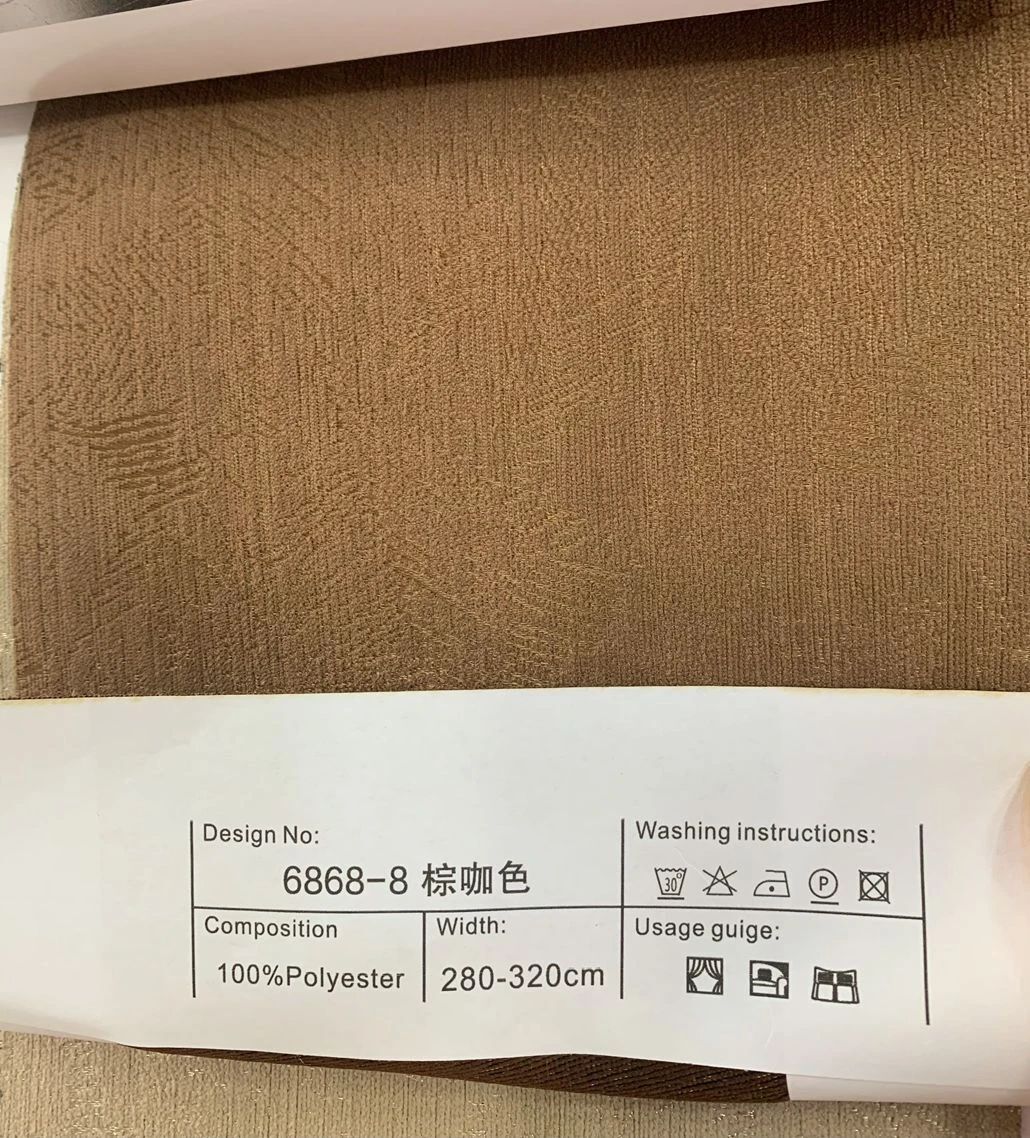 Design No:
6868-8 棕咖色
Washing instructions:
30°
P
Composition
100%Polyester
Width:
280-320cm
Usage guige: